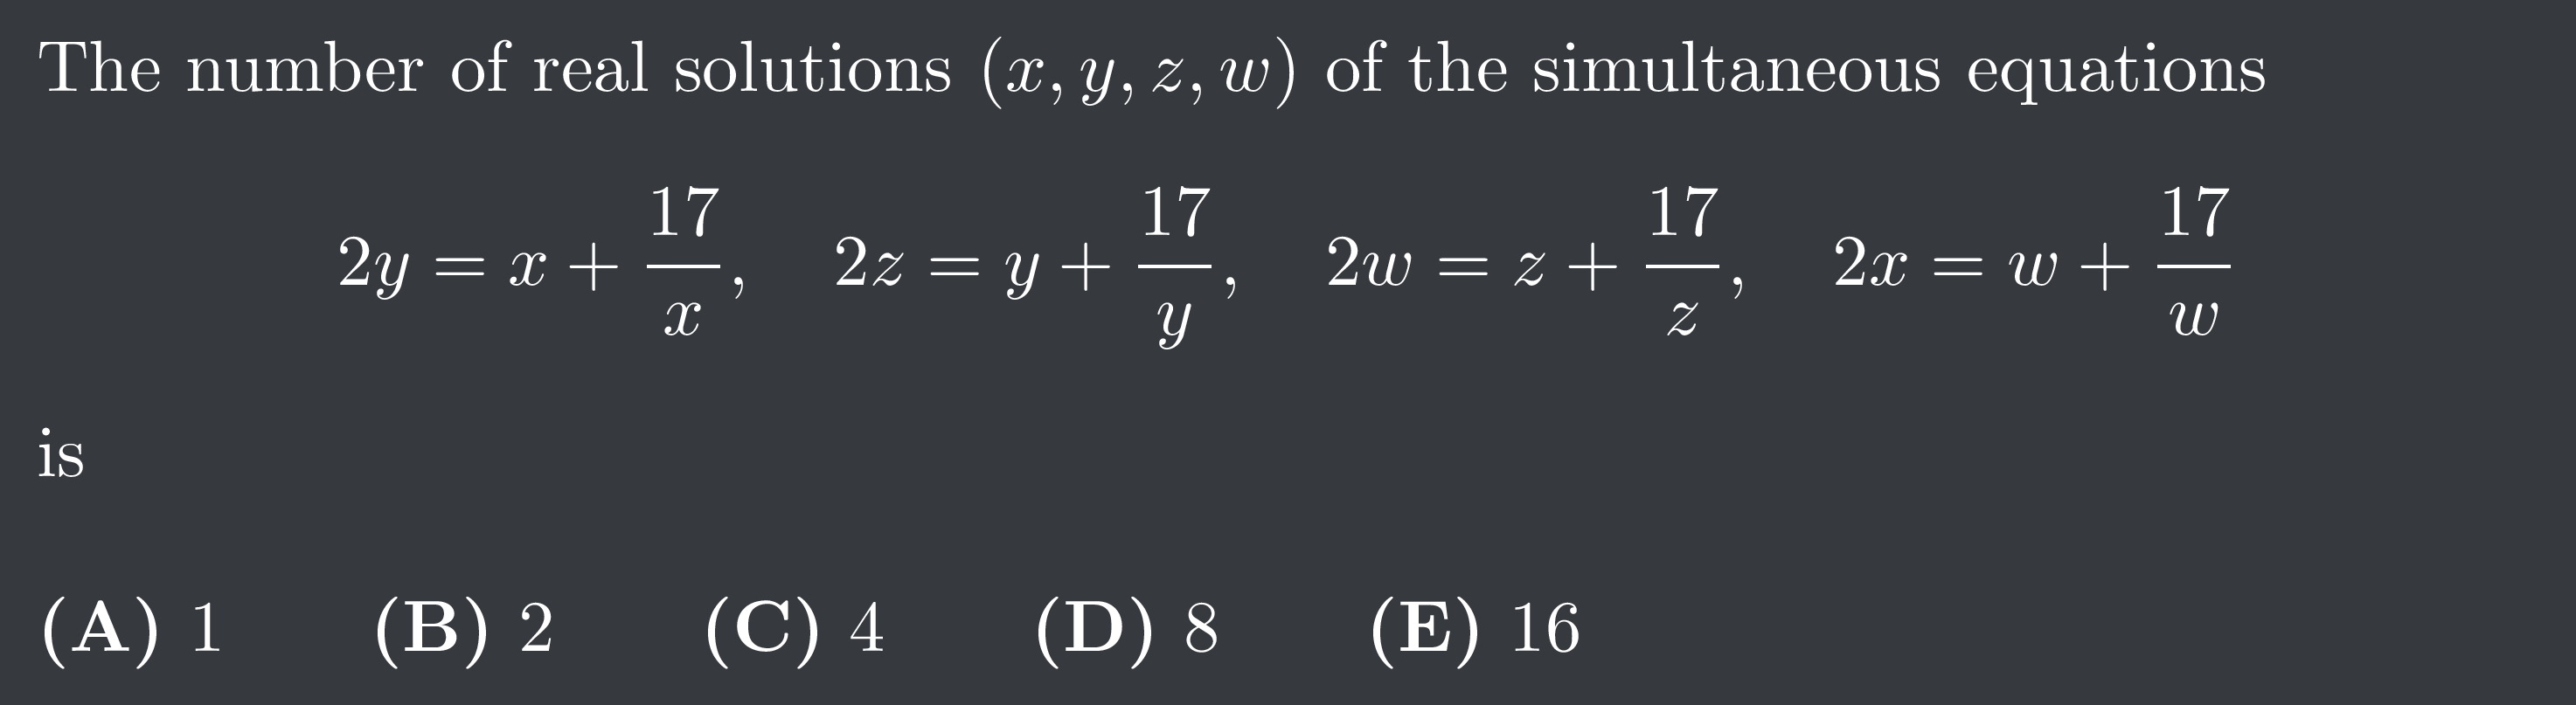 The number of real solutions (x, y, z, w) of the simultaneous equations
2y = x + 17/x, 2z = y + 17/y, 2w = z + 17/z, 2x = w + 17/w
is
(A) 1 (B) 2 (C) 4 (D) 8 (E) 16